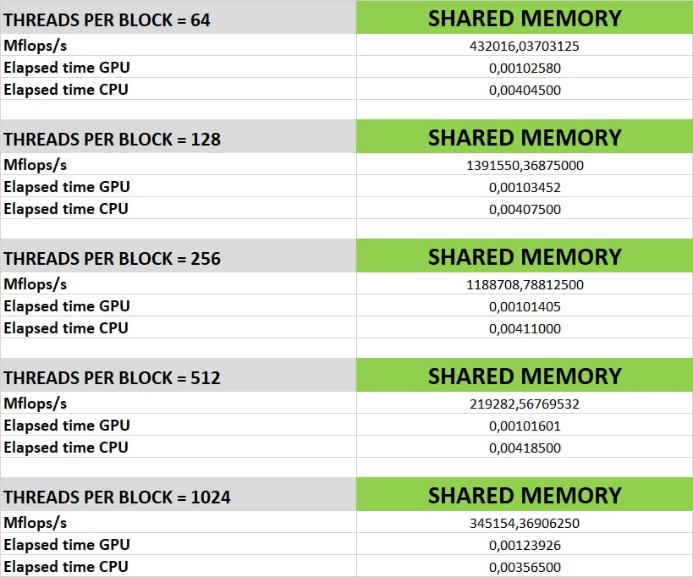 THREADS PER BLOCK = 64 SHARED MEMORY
Mflops/s 432016,03703125
Elapsed time GPU 0,00102580
Elapsed time CPU 0,00404500
THREADS PER BLOCK = 128 SHARED MEMORY
Mflops/s 1391550,36875000
Elapsed time GPU 0,00103452
Elapsed time CPU 0,00407500
THREADS PER BLOCK = 256 SHARED MEMORY
Mflops/s 1188708,78812500
Elapsed time GPU 0,00101405
Elapsed time CPU 0,00411000
THREADS PER BLOCK = 512 SHARED MEMORY
Mflops/s 219282,56769532
Elapsed time GPU 0,00101601
Elapsed time CPU 0,00418500
THREADS PER BLOCK = 1024 SHARED MEMORY
Mflops/s 345154,36906250
Elapsed time GPU 0,00123926
Elapsed time CPU 0,00356500